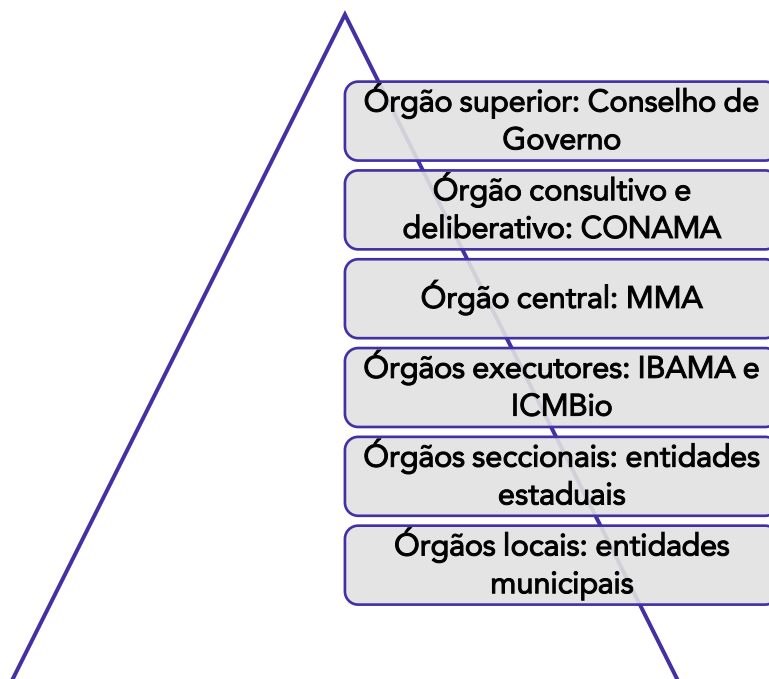 Órgão superior: Conselho de
Governo
Órgão consultivo e
deliberativo: CONAMA
Órgão central: MMA
Órgãos executores: IBAMA e
ICMBio
Órgãos seccionais: entidades
estaduais
Órgãos locais: entidades
municipais